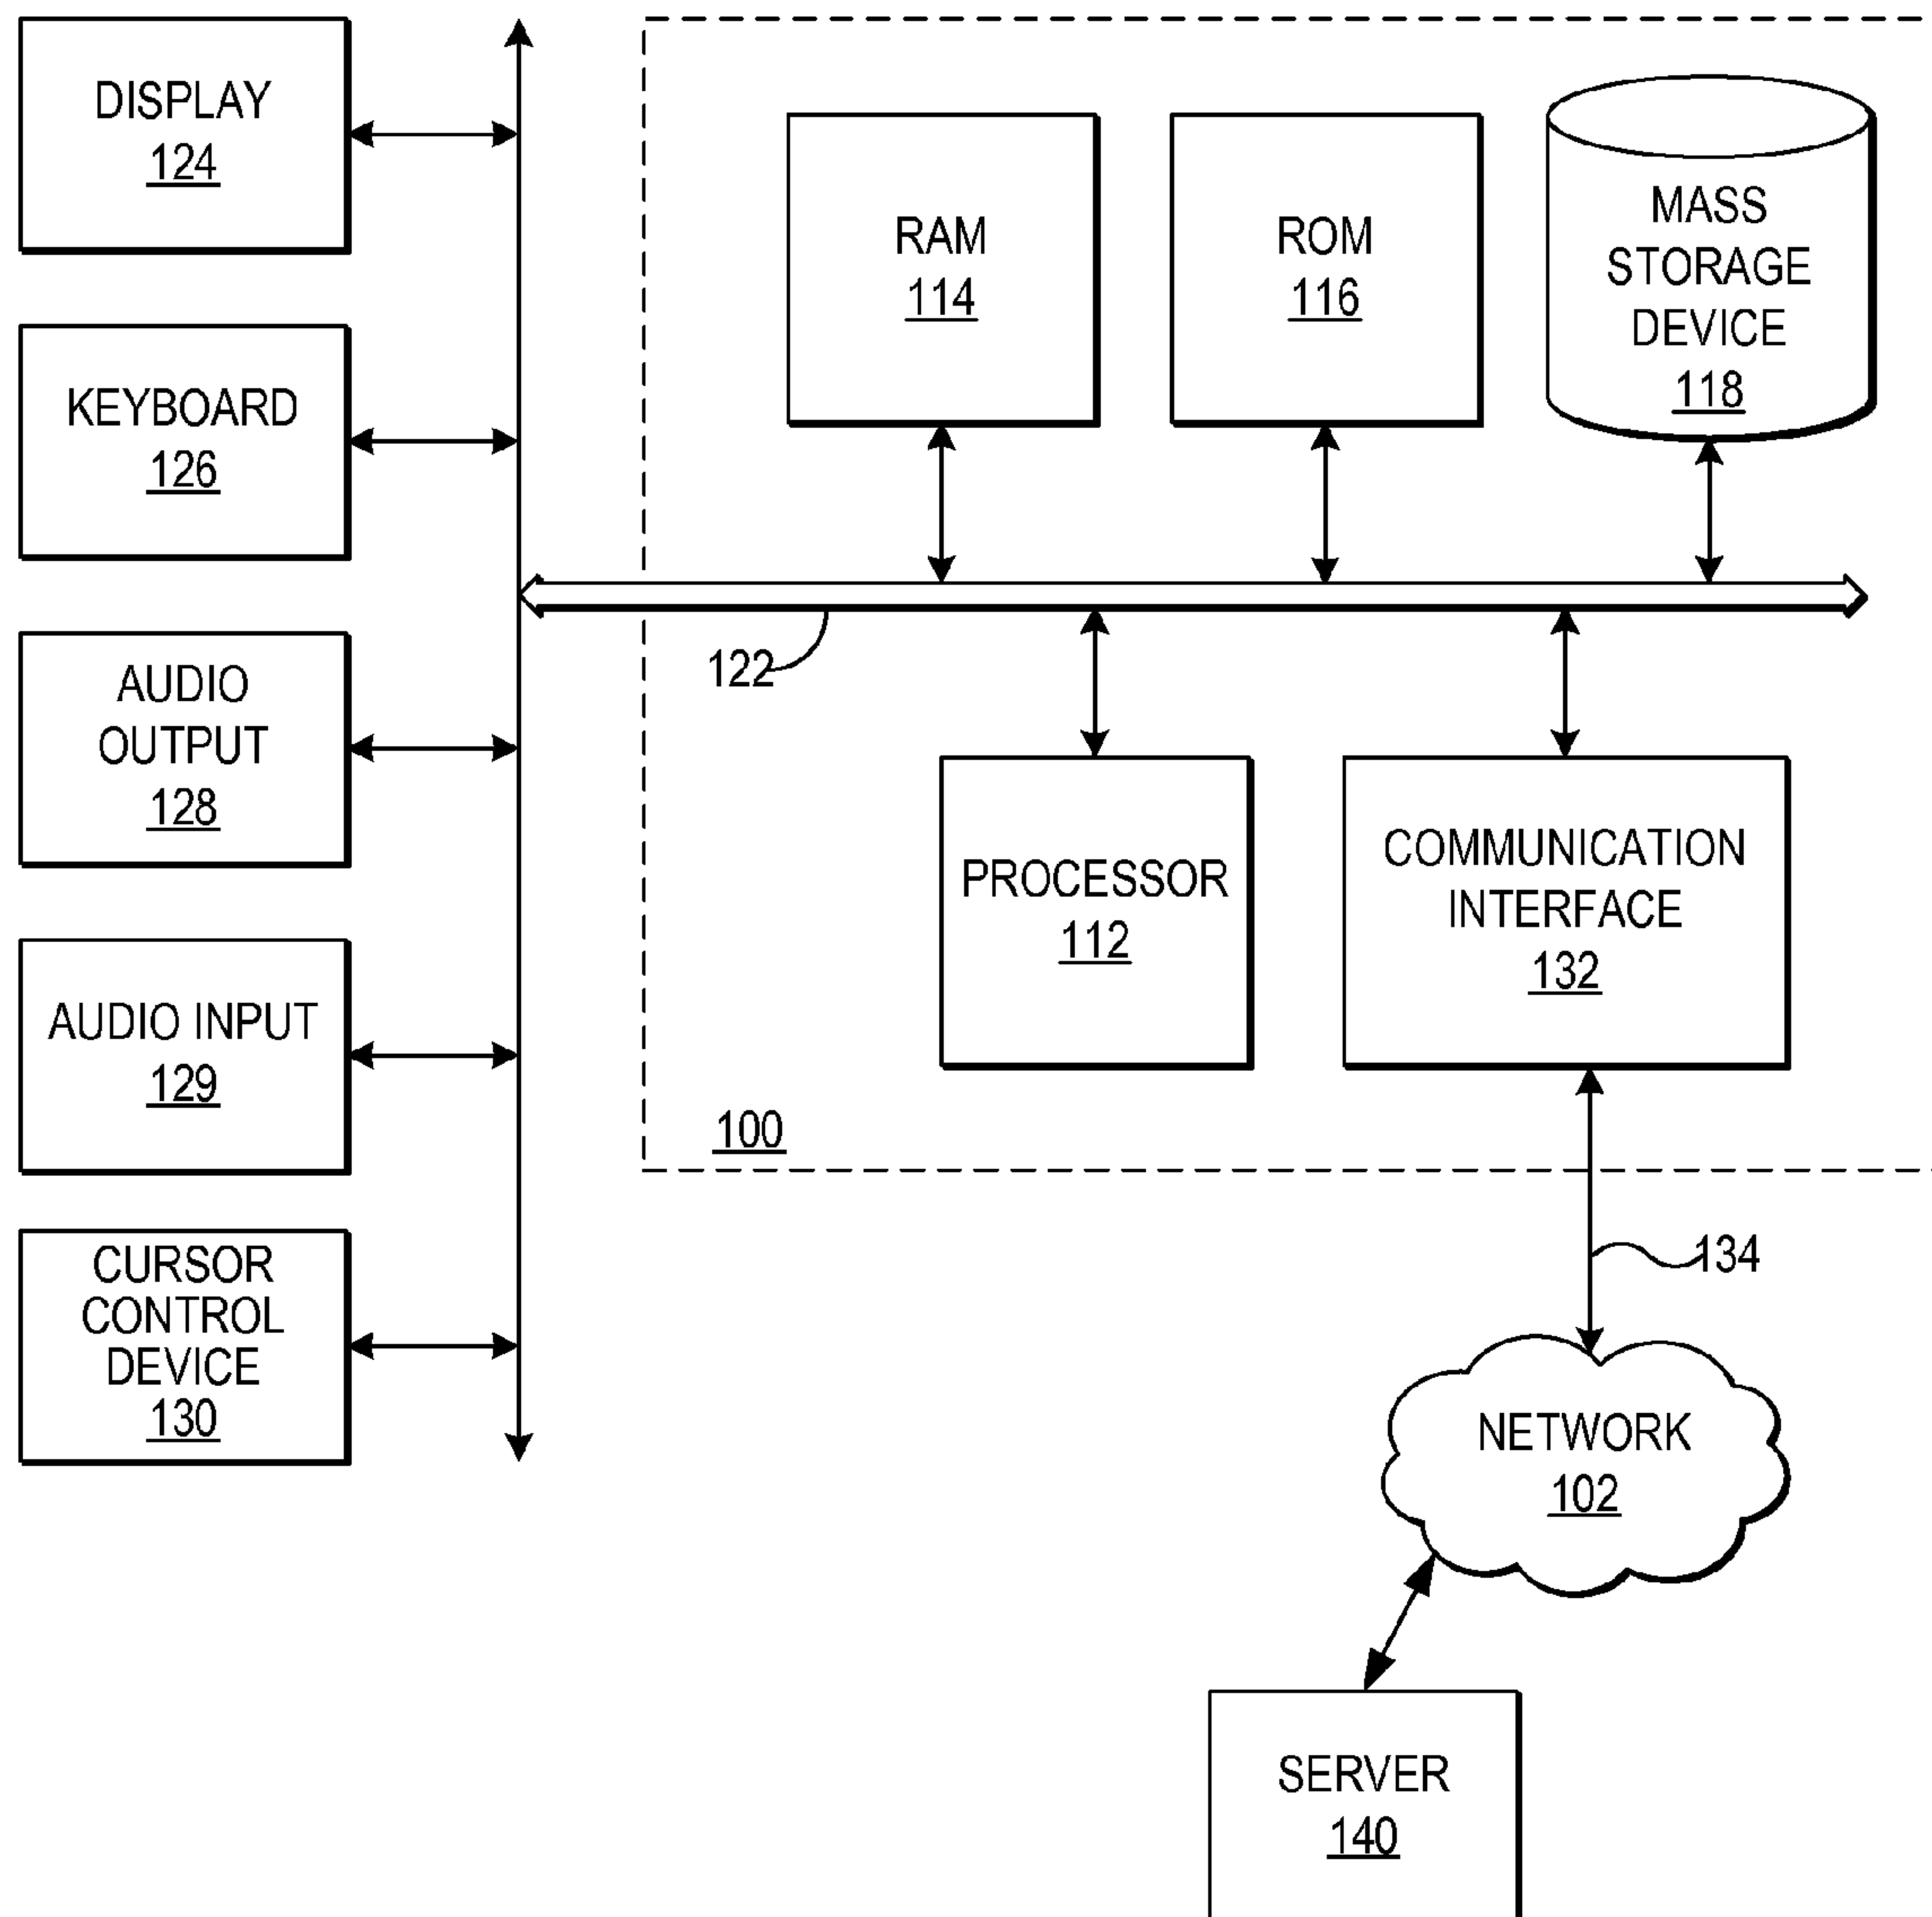 DISPLAY
124
KEYBOARD
126
AUDIO
OUTPUT
128
AUDIO INPUT
129
CURSOR
CONTROL
DEVICE
130
RAM
114
ROM
116
MASS
STORAGE
DEVICE
118
122
PROCESSOR
112
COMMUNICATION
INTERFACE
132
100
134
NETWORK
102
SERVER
140